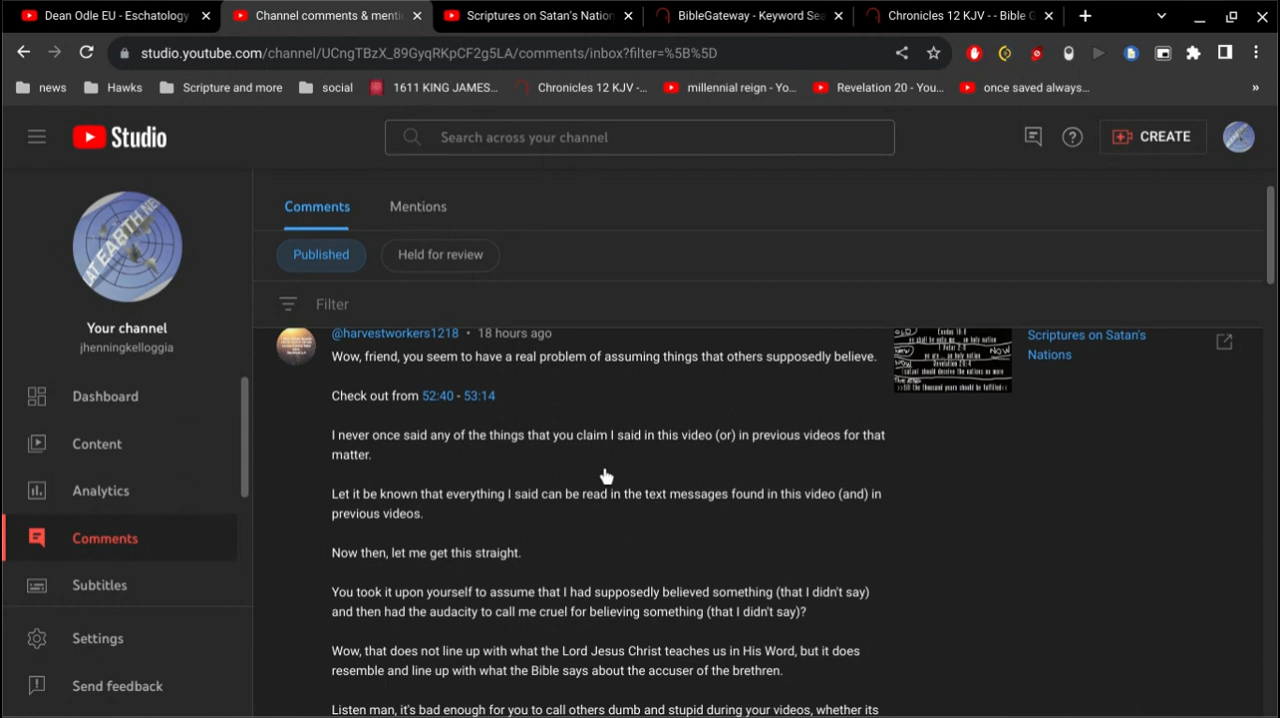 Dean Odle EU - Eschatology
Channel comments & menti
Scriptures on Satan's Nation
BibleGateway - Keyword Sea
Chronicles 12 KJV - - Bible G
studio.youtube.com/channel/UCngTBzX_89GyqRKpCF2g5LA/comments/inbox?filter=%5B%5D
news
Hawks
Scripture and more
social
1611 KING JAMES...
Chronicles 12 KJV -...
millennial reign - Yo...
Revelation 20 - You...
once saved always...
»
Studio
Search across your channel
CREATE
LAT EARTH NE
Your channel
jhenningkelloggia
Dashboard
Content
Analytics
Comments
Subtitles
Settings
Send feedback
Comments
Mentions
Published
Held for review
Filter
@harvestworkers1218 • 18 hours ago
Wow, friend, you seem to have a real problem of assuming things that others supposedly believe.
Check out from 52:40 - 53:14
I never once said any of the things that you claim I said in this video (or) in previous videos for that
matter.
Let it be known that everything I said can be read in the text messages found in this video (and) in
previous videos.
Now then, let me get this straight.
You took it upon yourself to assume that I had supposedly believed something (that I didn't say)
and then had the audacity to call me cruel for believing something (that I didn't say)?
Wow, that does not line up with what the Lord Jesus Christ teaches us in His Word, but it does
resemble and line up with what the Bible says about the accuser of the brethren.
Listen man, it's bad enough for you to call others dumb and stupid during your videos, whether its
OLD
NOW
Revelation 20:4
Scriptures on Satan's
Nations